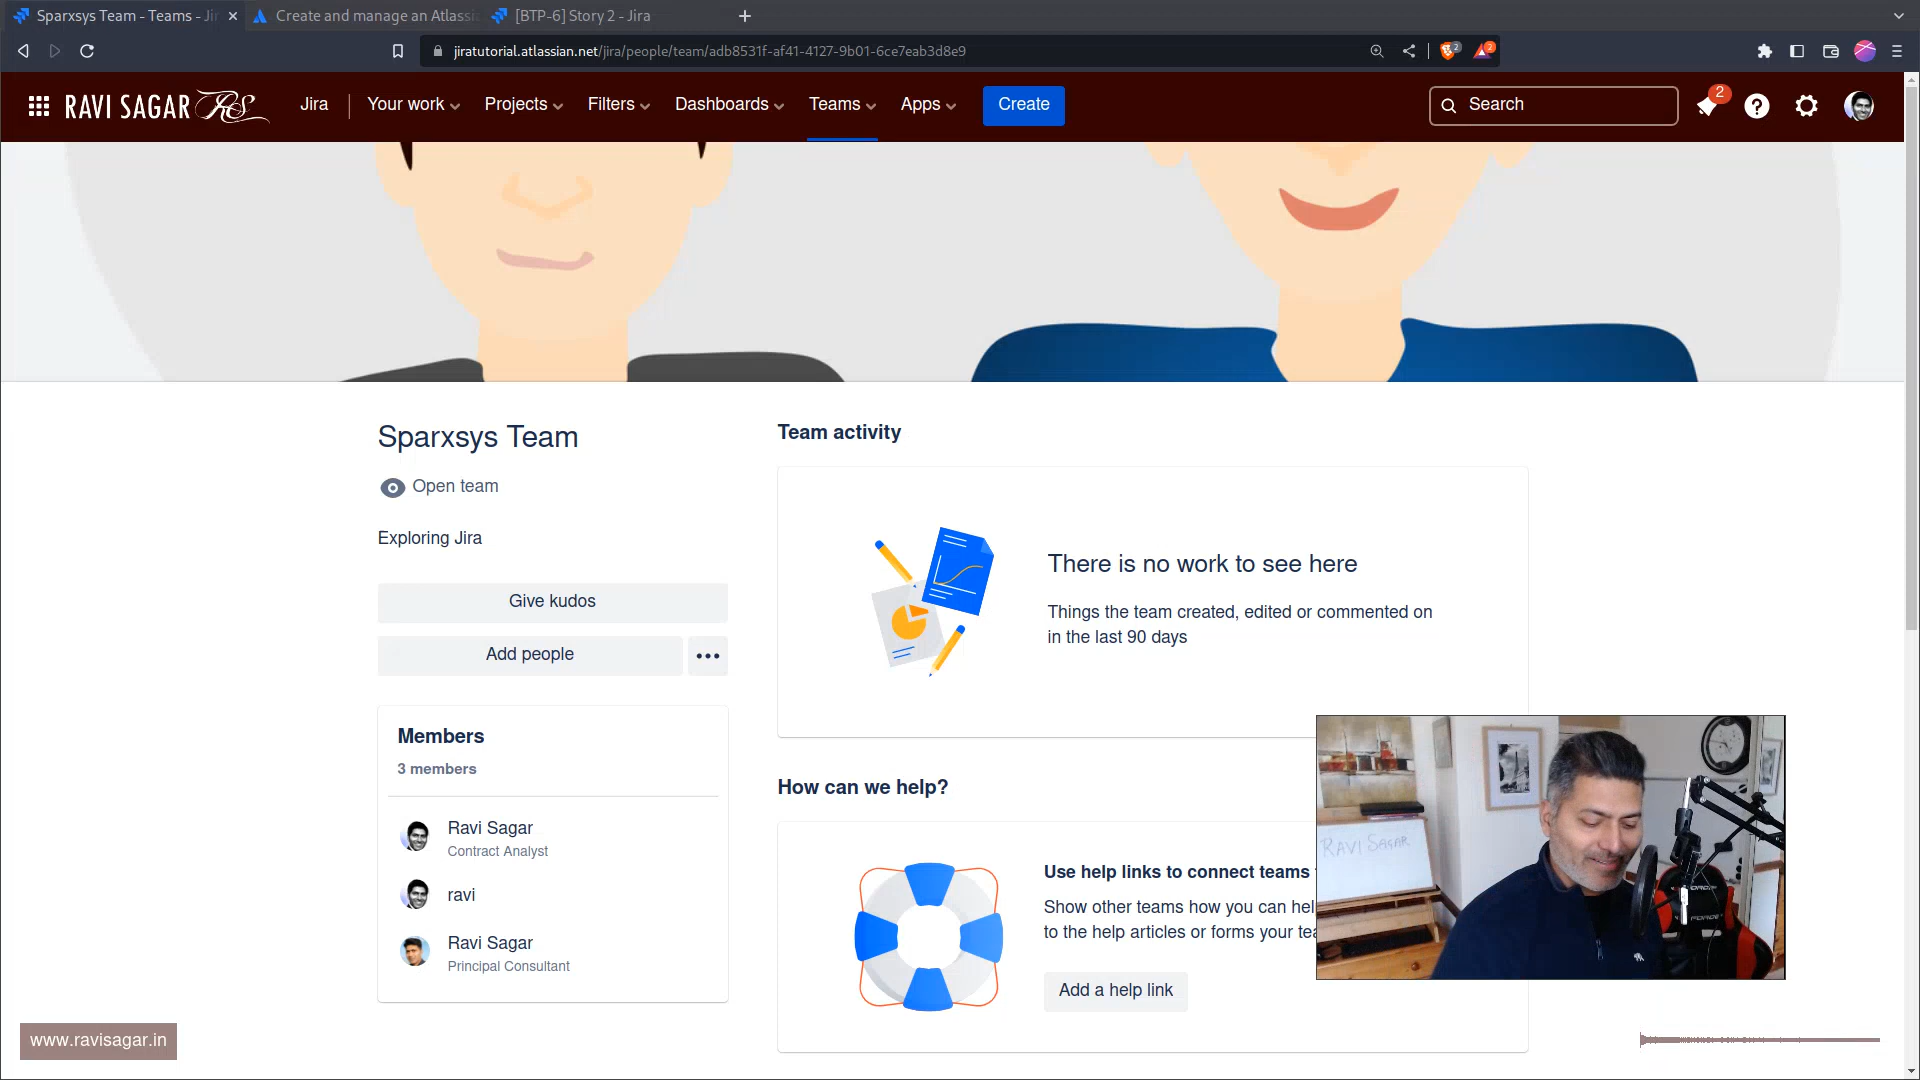 Sparxsys Team - Teams - Jir
Create and manage an Atlassi
[BTP-6] Story 2 - Jira
jiratutorial.atlassian.net/jira/people/team/adb8531f-af41-4127-9b01-6ce7eab3d8e9
2
2
RAVI SAGAR RS
Jira
Your work
Projects
Filters
Dashboards
Teams
Apps
Create
Search
2
Sparxsys Team
Open team
Exploring Jira
Give kudos
Add people
Members
3 members
Ravi Sagar
Contract Analyst
ravi
Ravi Sagar
Principal Consultant
Team activity
There is no work to see here
Things the team created, edited or commented on
in the last 90 days
How can we help?
Use help links to connect teams
Show other teams how you can hel
to the help articles or forms your tea
Add a help link
RAVI SAGAR
www.ravisagar.in